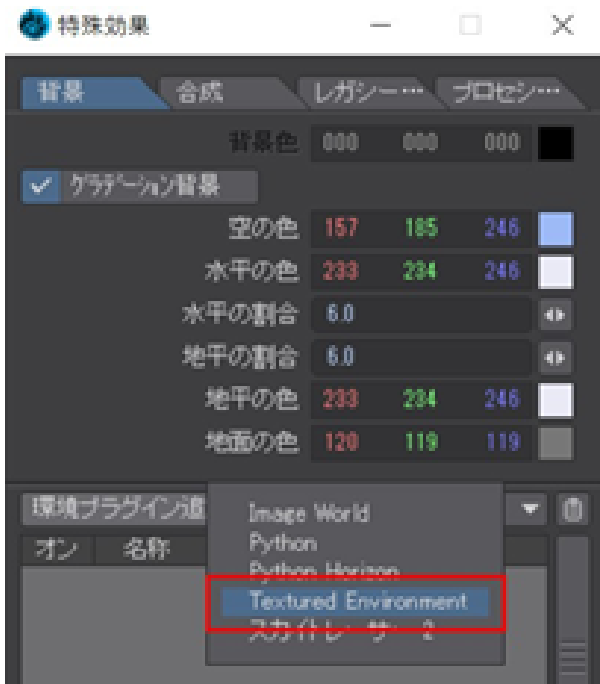 特殊効果
背景 合成 レガシー… プロセシ…
背景色 000 000 000
グラデーション背景
空の色 157 185 246
水平の色 233 234 246
水平の割合 6.0
地平の割合 6.0
地平の色 233 234 246
地面の色 120 119 119
環境プラグイン追
オン 名称
Image World
Python
Python Horizon
Textured Environment
スカイトレーサー 2